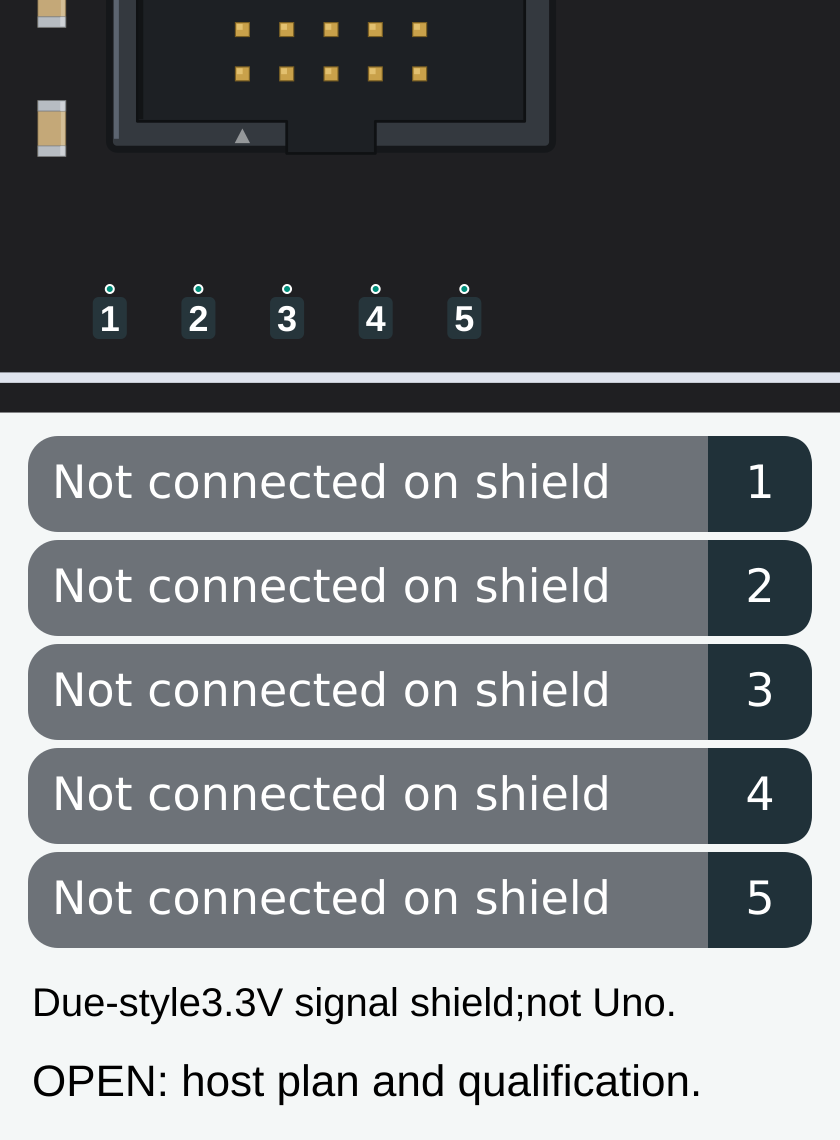 1 2 3 4 5
Not connected on shield 1
Not connected on shield 2
Not connected on shield 3
Not connected on shield 4
Not connected on shield 5
Due-style3.3V signal shield;not Uno.
OPEN: host plan and qualification.